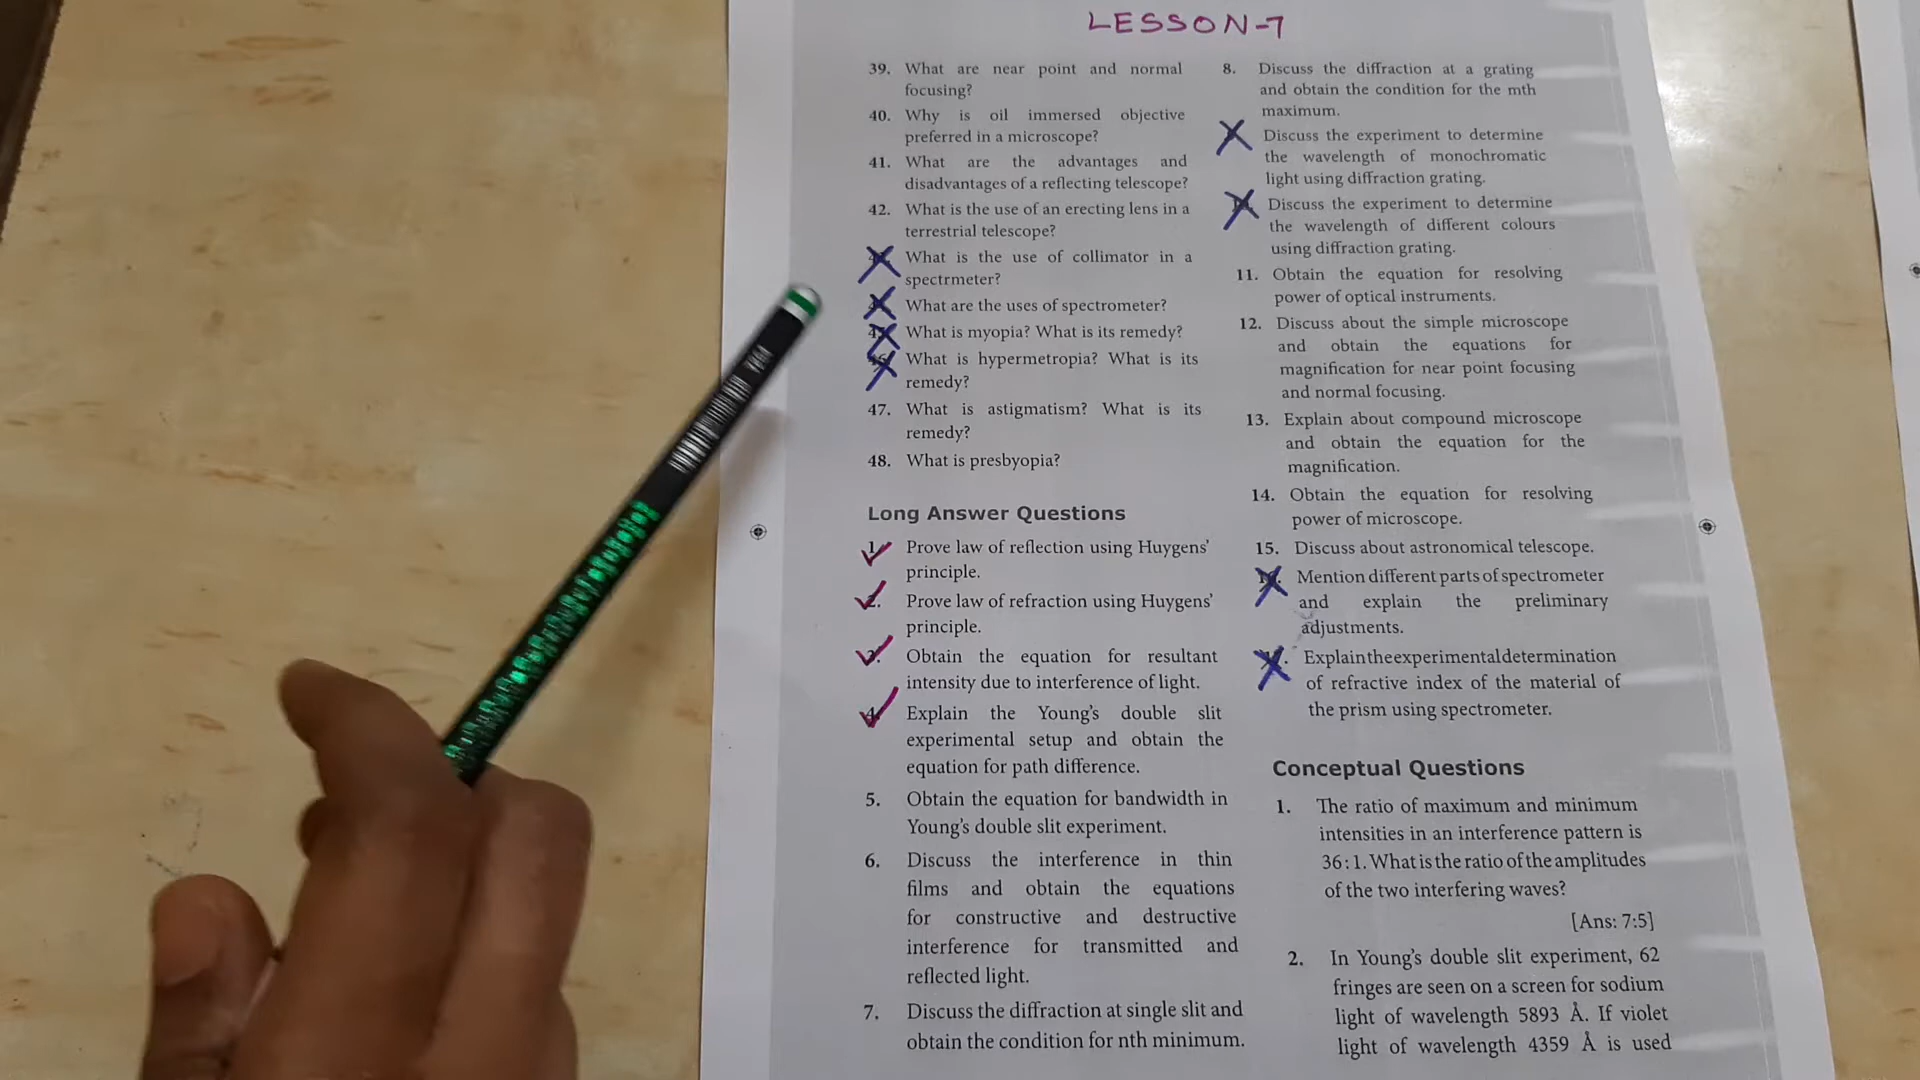 LESSON-7
39. What are near point and normal
focusing?
40. Why is oil immersed objective
preferred in a microscope?
41. What are the advantages and
disadvantages of a reflecting telescope?
42. What is the use of an erecting lens in a
terrestrial telescope?
What is the use of collimator in a
spectrmeter?
What are the uses of spectrometer?
45. What is myopia? What is its remedy?
46. What is hypermetropia? What is its
remedy?
47. What is astigmatism? What is its
remedy?
48. What is presbyopia?
Long Answer Questions
1. Prove law of reflection using Huygens'
principle.
2. Prove law of refraction using Huygens'
principle.
3. Obtain the equation for resultant
intensity due to interference of light.
4. Explain the Young's double slit
experimental setup and obtain the
equation for path difference.
5. Obtain the equation for bandwidth in
Young's double slit experiment.
6. Discuss the interference in thin
films and obtain the equations
for constructive and destructive
interference for transmitted and
reflected light.
7. Discuss the diffraction at single slit and
obtain the condition for nth minimum.
8. Discuss the diffraction at a grating
and obtain the condition for the mth
maximum.
Discuss the experiment to determine
the wavelength of monochromatic
light using diffraction grating.
Discuss the experiment to determine
the wavelength of different colours
using diffraction grating.
11. Obtain the equation for resolving
power of optical instruments.
12. Discuss about the simple microscope
and obtain the equations for
magnification for near point focusing
and normal focusing.
13. Explain about compound microscope
and obtain the equation for the
magnification.
14. Obtain the equation for resolving
power of microscope.
15. Discuss about astronomical telescope.
Mention different parts of spectrometer
and explain the preliminary
adjustments.
Explain the experimental determination
of refractive index of the material of
the prism using spectrometer.
Conceptual Questions
1. The ratio of maximum and minimum
intensities in an interference pattern is
36 : 1. What is the ratio of the amplitudes
of the two interfering waves?
[Ans: 7:5]
2. In Young's double slit experiment, 62
fringes are seen on a screen for sodium
light of wavelength 5893 Å. If violet
light of wavelength 4359 Å is used